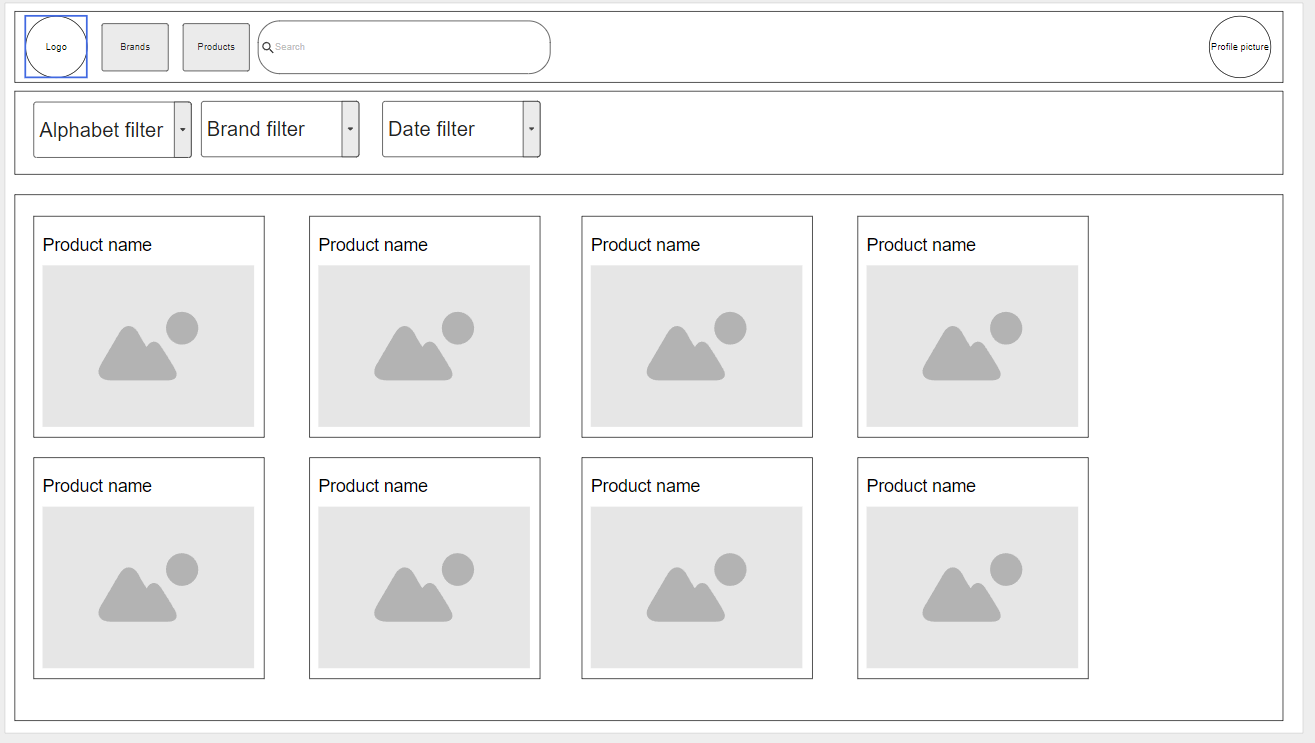 Logo
Brands
Products
Search
Profile picture
Alphabet filter
Brand filter
Date filter
Product name
Product name
Product name
Product name
Product name
Product name
Product name
Product name